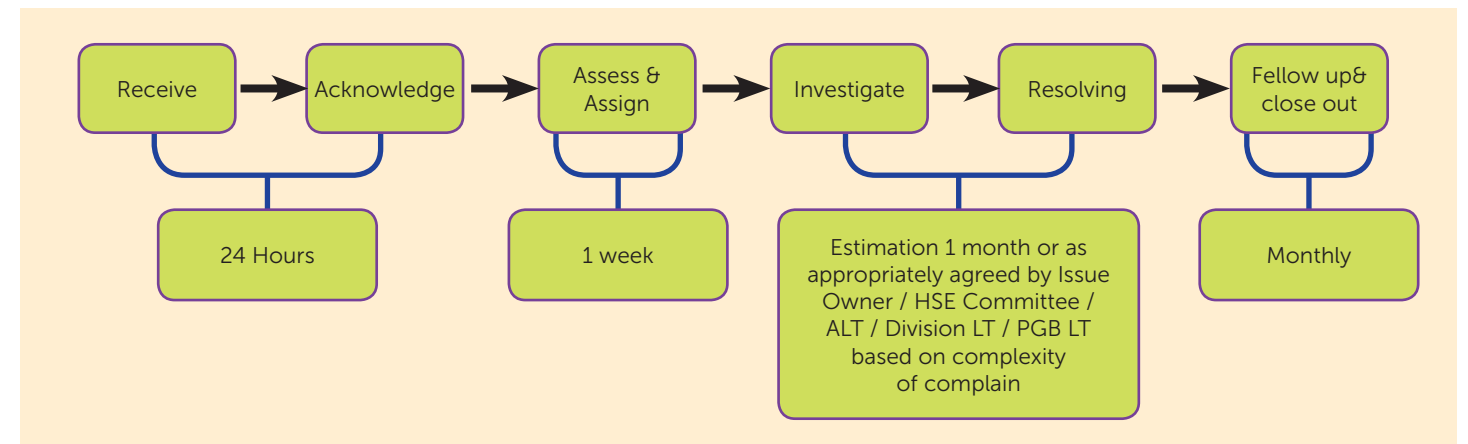 Receive
Acknowledge
Assess &
Assign
Investigate
Resolving
Fellow up&
close out
24 Hours
1 week
Estimation 1 month or as
appropriately agreed by Issue
Owner / HSE Committee /
ALT / Division LT / PGB LT
based on complexity
of complain
Monthly